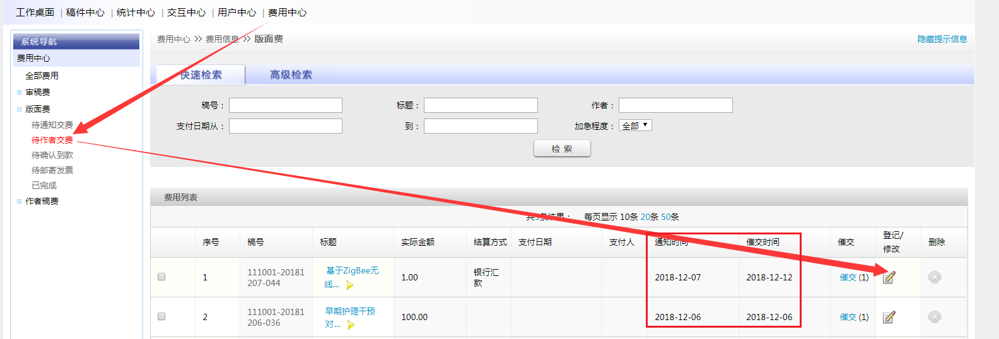 工作桌面 | 稿件中心 | 统计中心 | 交互中心 | 用户中心 | 费用中心
系统导航
费用中心
全部费用
审稿费
版面费
待通知交费
待作者交费
待确认到款
待邮寄发票
已完成
作者稿费
费用中心 >> 费用信息 >> 版面费
隐藏提示信息
快速检索 高级检索
稿号： 标题： 作者：
支付日期从： 到： 加急程度： 全部
检 索
费用列表
条结果： 每页显示 10条 20条 50条
序号 稿号 标题 实际金额 结算方式 支付日期 支付人 通知时间 催交时间 催交 登记/
修改 删除
1 111001-20181
207-044 基于ZigBee无
线... 1.00 银行汇
款 2018-12-07 2018-12-12 催交 (1)
2 111001-20181
206-036 早期护理干预
对... 100.00 2018-12-06 2018-12-06 催交 (1)